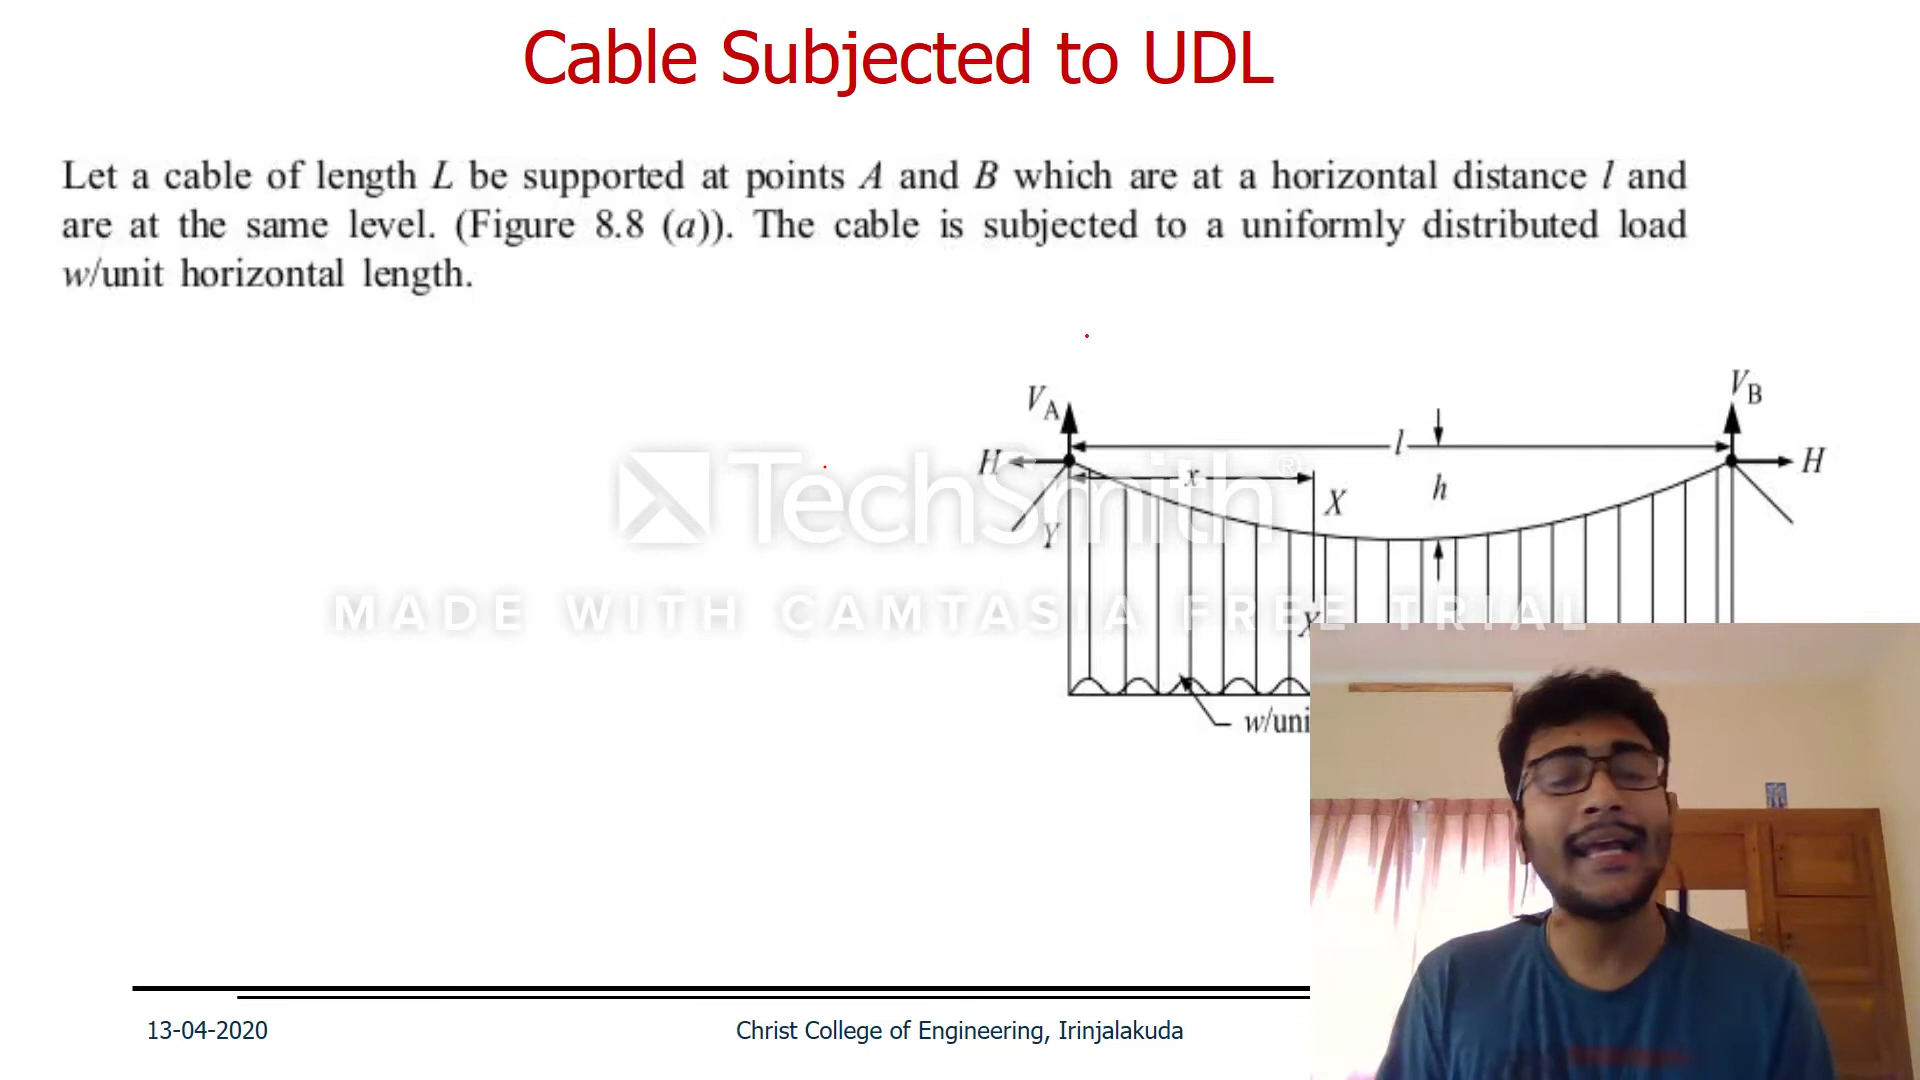 Cable Subjected to UDL
Let a cable of length L be supported at points A and B which are at a horizontal distance l and
are at the same level. (Figure 8.8 (a)). The cable is subjected to a uniformly distributed load
w/unit horizontal length.
VA
VB
l
H
H
x
X
h
Y
TechSmith®
MADE WITH CAMTASIA FREE TRIAL
X
w/uni
13-04-2020
Christ College of Engineering, Irinjalakuda